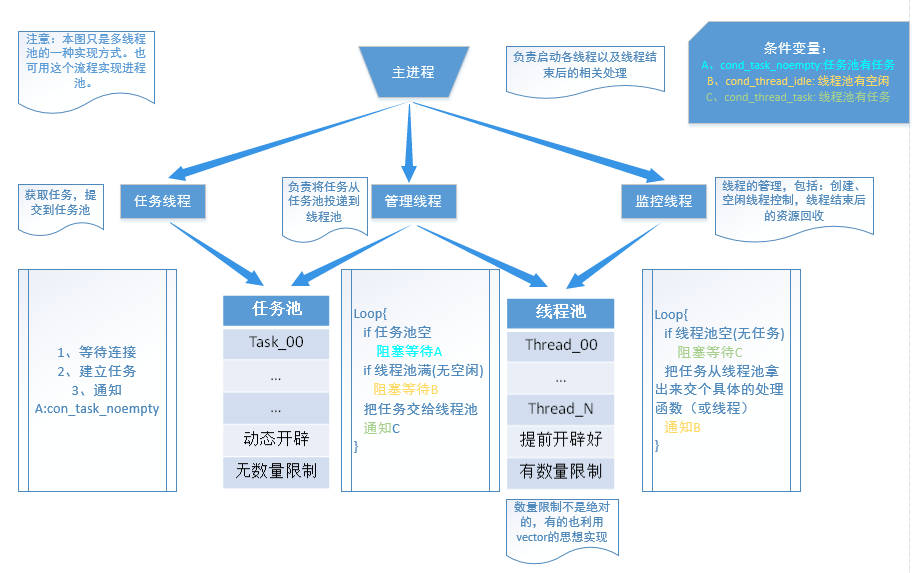 注意：本图只是多线程
池的一种实现方式。也
可用这个流程实现进程
池。
主进程
负责启动各线程以及线程结
束后的相关处理
条件变量：
A、cond_task_noempty:任务池有任务
B、cond_thread_idle: 线程池有空闲
C、cond_thread_task: 线程池有任务
获取任务，提
交到任务池
任务线程
负责将任务从
任务池投递到
线程池
管理线程
监控线程
线程的管理，包括：创建、
空闲线程控制，线程结束后
的资源回收
1、等待连接
2、建立任务
3、通知
A:con_task_noempty
任务池
Task_00
...
...
动态开辟
无数量限制
Loop{
if 任务池空
阻塞等待A
if 线程池满(无空闲)
阻塞等待B
把任务交给线程池
通知C
}
线程池
Thread_00
...
Thread_N
提前开辟好
有数量限制
Loop{
if 线程池空(无任务)
阻塞等待C
把任务从线程池拿
出来交个具体的处理
函数（或线程）
通知B
}
数量限制不是绝对
的，有的也利用
vector的思想实现